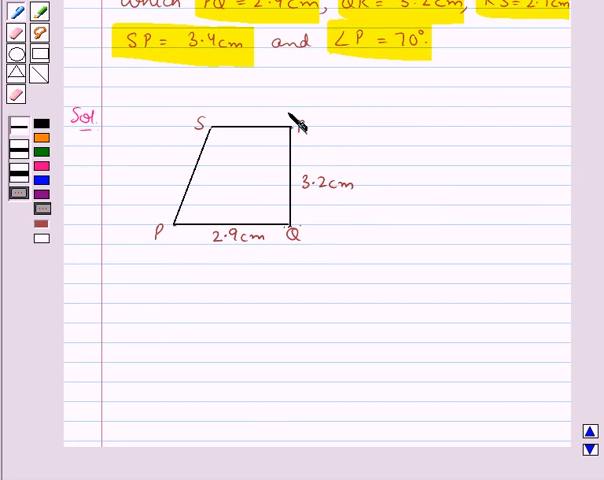 which PQ = 2.9cm, QR = 3.2cm, RS = 2.7cm
SP = 3.4cm and ∠P = 70°.
Sol.
S R
3.2cm
P 2.9cm Q